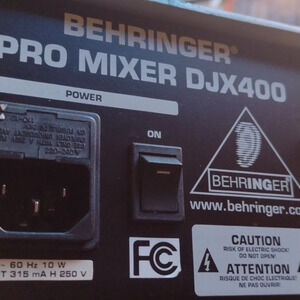 BEHRINGER®
PRO MIXER DJX400
POWER
ON
BEHRINGER
www.behringer.co
~ 60 Hz 10 W
T 315 mA H 250 V
FC
CAUTION
RISK OF ELECTRIC SHOCK
DO NOT OPEN!
ATTENTION
RISQUE DE CHOC ELECTRIQUE
NE PAS OUVRIR!